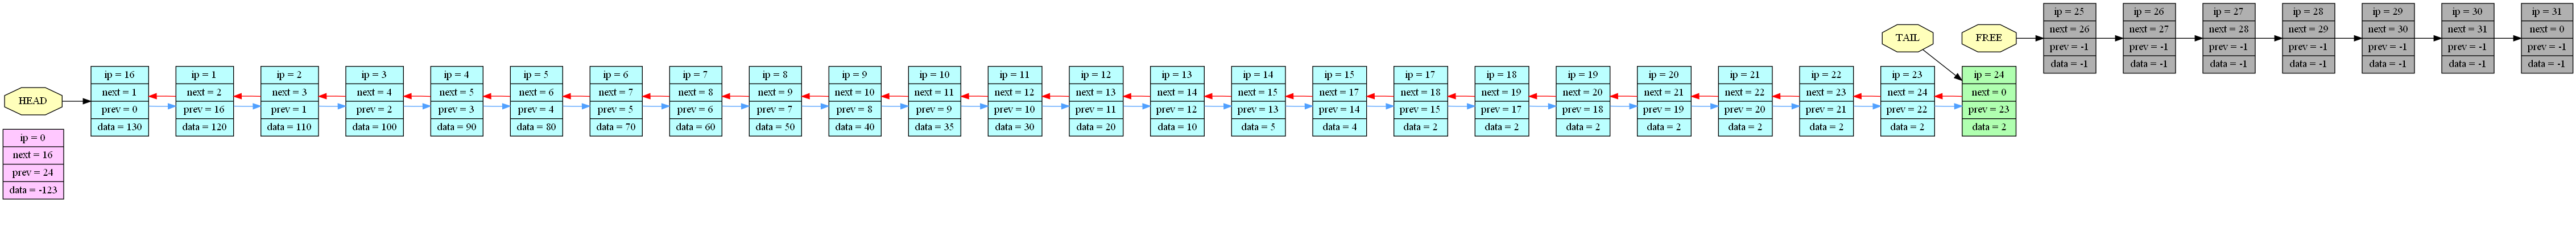 HEAD
ip = 0
next = 16
prev = 24
data = -123
ip = 16
next = 1
prev = 0
data = 130
ip = 1
next = 2
prev = 16
data = 120
ip = 2
next = 3
prev = 1
data = 110
ip = 3
next = 4
prev = 2
data = 100
ip = 4
next = 5
prev = 3
data = 90
ip = 5
next = 6
prev = 4
data = 80
ip = 6
next = 7
prev = 5
data = 70
ip = 7
next = 8
prev = 6
data = 60
ip = 8
next = 9
prev = 7
data = 50
ip = 9
next = 10
prev = 8
data = 40
ip = 10
next = 11
prev = 9
data = 35
ip = 11
next = 12
prev = 10
data = 30
ip = 12
next = 13
prev = 11
data = 20
ip = 13
next = 14
prev = 12
data = 10
ip = 14
next = 15
prev = 13
data = 5
ip = 15
next = 17
prev = 14
data = 4
ip = 17
next = 18
prev = 15
data = 2
ip = 18
next = 19
prev = 17
data = 2
ip = 19
next = 20
prev = 18
data = 2
ip = 20
next = 21
prev = 19
data = 2
ip = 21
next = 22
prev = 20
data = 2
ip = 22
next = 23
prev = 21
data = 2
ip = 23
next = 24
prev = 22
data = 2
TAIL
ip = 24
next = 0
prev = 23
data = 2
FREE
ip = 25
next = 26
prev = -1
data = -1
ip = 26
next = 27
prev = -1
data = -1
ip = 27
next = 28
prev = -1
data = -1
ip = 28
next = 29
prev = -1
data = -1
ip = 29
next = 30
prev = -1
data = -1
ip = 30
next = 31
prev = -1
data = -1
ip = 31
next = 0
prev = -1
data = -1